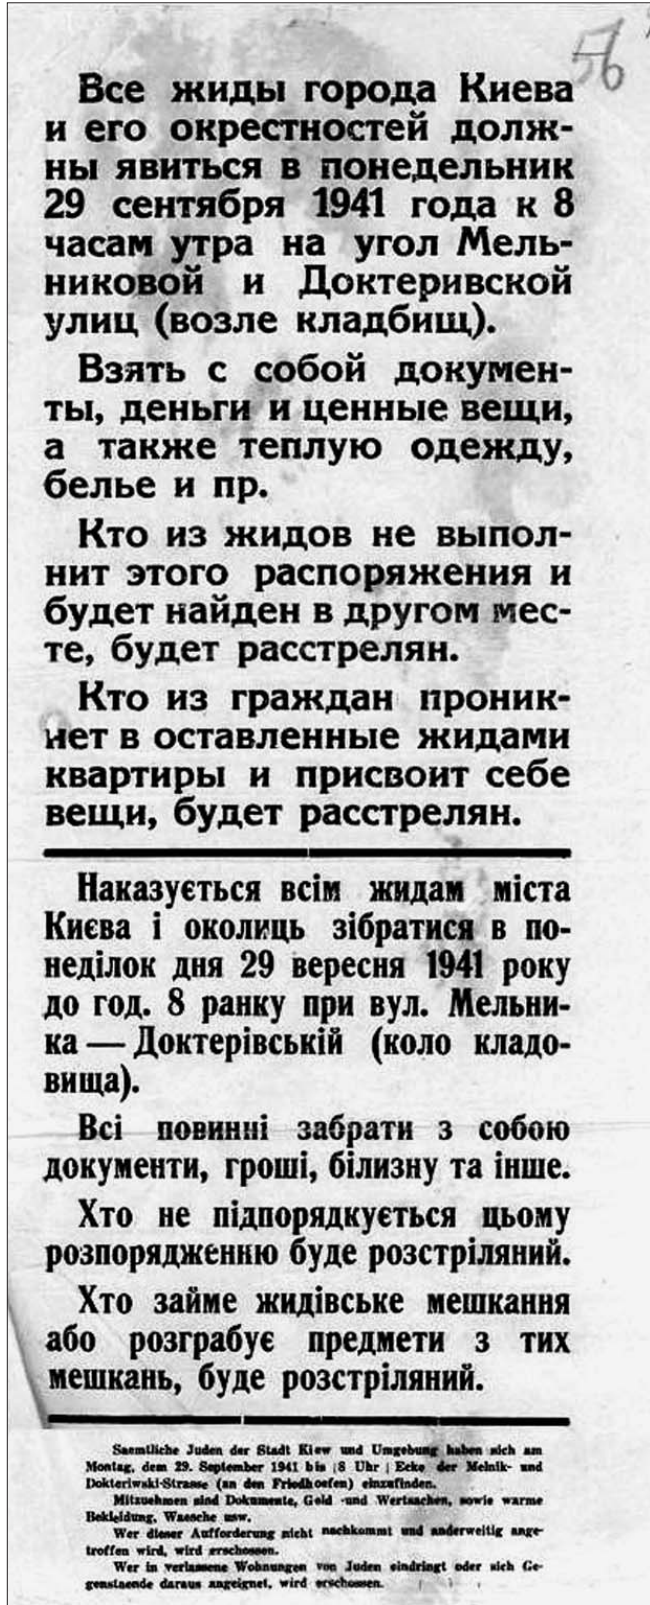 56
Все жиды города Киева
и его окрестностей долж-
ны явиться в понедельник
29 сентября 1941 года к 8
часам утра на угол Мель-
никовой и Доктеривской
улиц (возле кладбищ).
Взять с собой докумен-
ты, деньги и ценные вещи,
а также теплую одежду,
белье и пр.
Кто из жидов не выпол-
нит этого распоряжения и
будет найден в другом мес-
те, будет расстрелян.
Кто из граждан проник-
нет в оставленные жидами
квартиры и присвоит себе
вещи, будет расстрелян.
Наказується всім жидам міста
Києва і околиць зібратися в по-
неділок дня 29 вересня 1941 року
до год. 8 ранку при вул. Мельни-
ка — Доктерівській (коло кладо-
вища).
Всі повинні забрати з собою
документи, гроші, білизну та інше.
Хто не підпорядкується цьому
розпорядженню буде розстріляний.
Хто займе жидівське мешкання
або розграбує предмети з тих
мешкань, буде розстріляний.
Saemtliche Juden der Stadt Kiew und Umgebung haben sich am
Montag, dem 29. September 1941 bis 8 Uhr Ecke der Melnik- und
Dokteriwski-Strasse (an den Friedhoefen) einzufinden.
Mitzunehmen sind Dokumente, Geld und Wertsachen, sowie warme
Bekleidung, Waesche usw.
Wer dieser Aufforderung nicht nachkommt und anderweitig ange-
troffen wird, wird erschossen.
Wer in verlassene Wohnungen von Juden eindringt oder sich Ge-
genstaende daraus aneignet, wird erschossen.